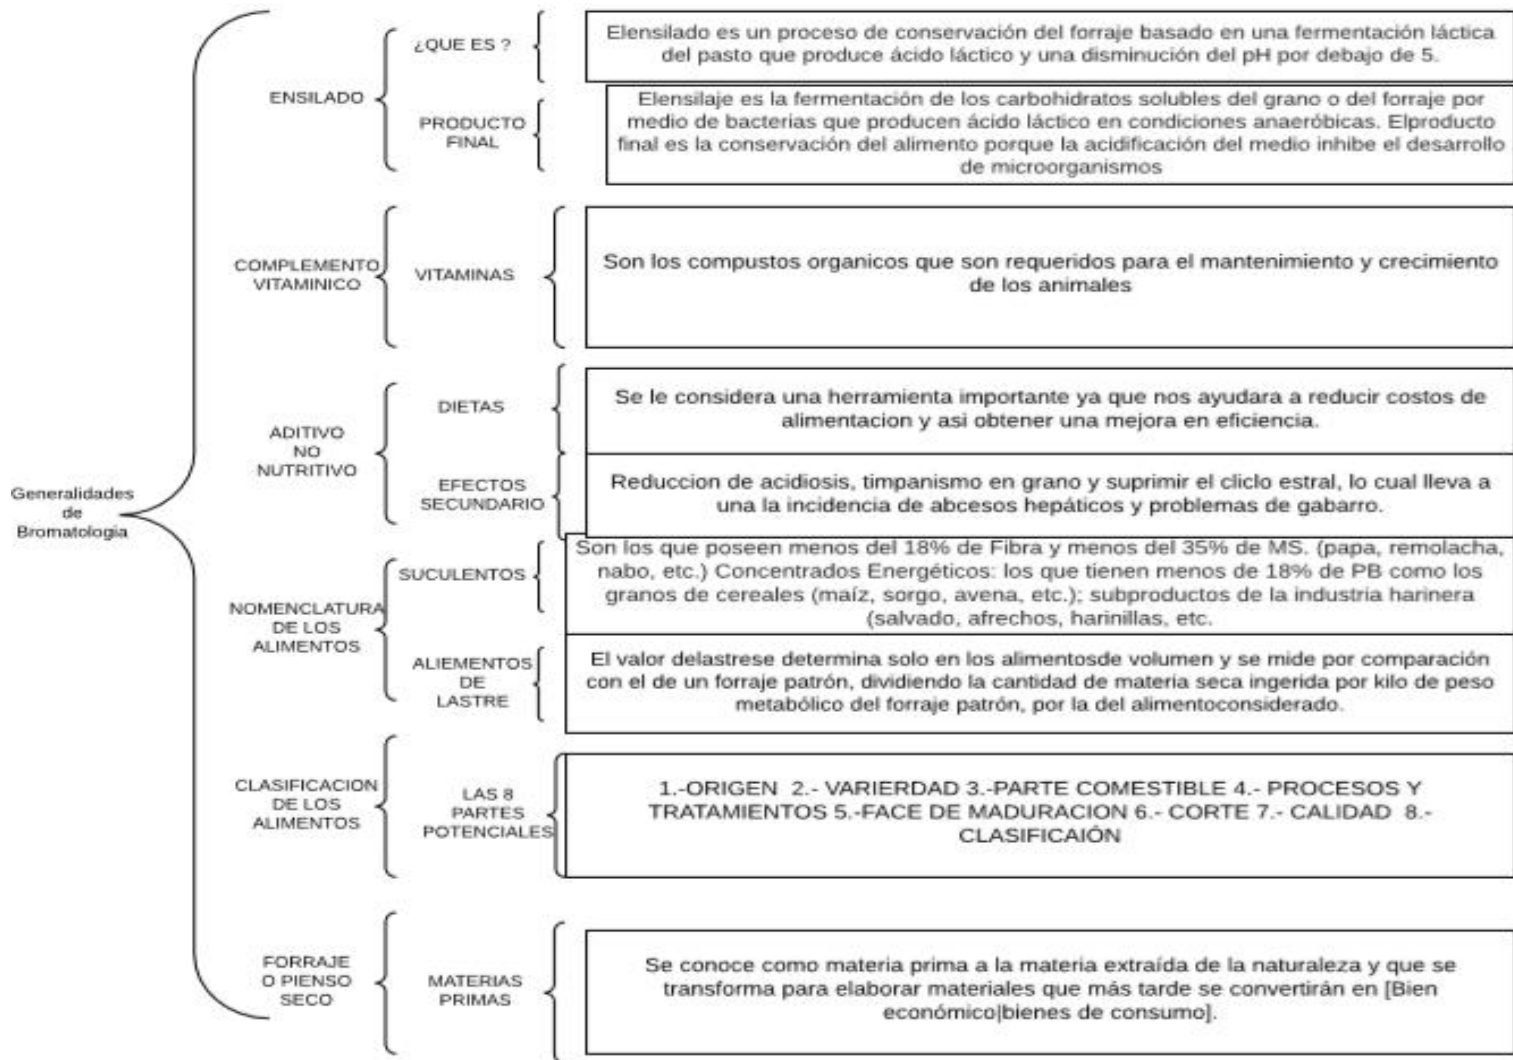 Generalidades
de
Bromatologia
ENSILADO
¿QUE ES ?
Elensilado es un proceso de conservación del forraje basado en una fermentación láctica
del pasto que produce ácido láctico y una disminución del pH por debajo de 5.
PRODUCTO
FINAL
Elensilaje es la fermentación de los carbohidratos solubles del grano o del forraje por
medio de bacterias que producen ácido láctico en condiciones anaeróbicas. Elproducto
final es la conservación del alimento porque la acidificación del medio inhibe el desarrollo
de microorganismos
COMPLEMENTO
VITAMINICO
VITAMINAS
Son los compustos organicos que son requeridos para el mantenimiento y crecimiento
de los animales
ADITIVO
NO
NUTRITIVO
DIETAS
Se le considera una herramienta importante ya que nos ayudara a reducir costos de
alimentacion y asi obtener una mejora en eficiencia.
EFECTOS
SECUNDARIO
Reduccion de acidiosis, timpanismo en grano y suprimir el cliclo estral, lo cual lleva a
una la incidencia de abcesos hepáticos y problemas de gabarro.
NOMENCLATURA
DE LOS
ALIMENTOS
SUCULENTOS
Son los que poseen menos del 18% de Fibra y menos del 35% de MS. (papa, remolacha,
nabo, etc.) Concentrados Energéticos: los que tienen menos de 18% de PB como los
granos de cereales (maíz, sorgo, avena, etc.); subproductos de la industria harinera
(salvado, afrechos, harinillas, etc.
ALIEMENTOS
DE
LASTRE
El valor delastrese determina solo en los alimentosde volumen y se mide por comparación
con el de un forraje patrón, dividiendo la cantidad de materia seca ingerida por kilo de peso
metabólico del forraje patrón, por la del alimentoconsiderado.
CLASIFICACION
DE LOS
ALIMENTOS
LAS 8
PARTES
POTENCIALES
1.-ORIGEN 2.- VARIERDAD 3.-PARTE COMESTIBLE 4.- PROCESOS Y
TRATAMIENTOS 5.-FACE DE MADURACION 6.- CORTE 7.- CALIDAD 8.-
CLASIFICAIÓN
FORRAJE
O PIENSO
SECO
MATERIAS
PRIMAS
Se conoce como materia prima a la materia extraída de la naturaleza y que se
transforma para elaborar materiales que más tarde se convertirán en [Bien
económico|bienes de consumo].